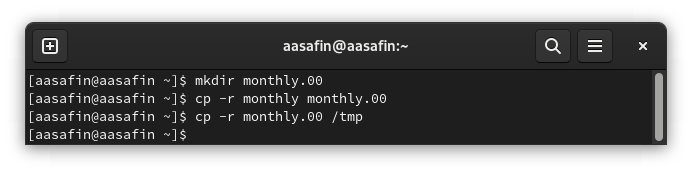 aasafin@aasafin:~
[aasafin@aasafin ~]$ mkdir monthly.00
[aasafin@aasafin ~]$ cp -r monthly monthly.00
[aasafin@aasafin ~]$ cp -r monthly.00 /tmp
[aasafin@aasafin ~]$